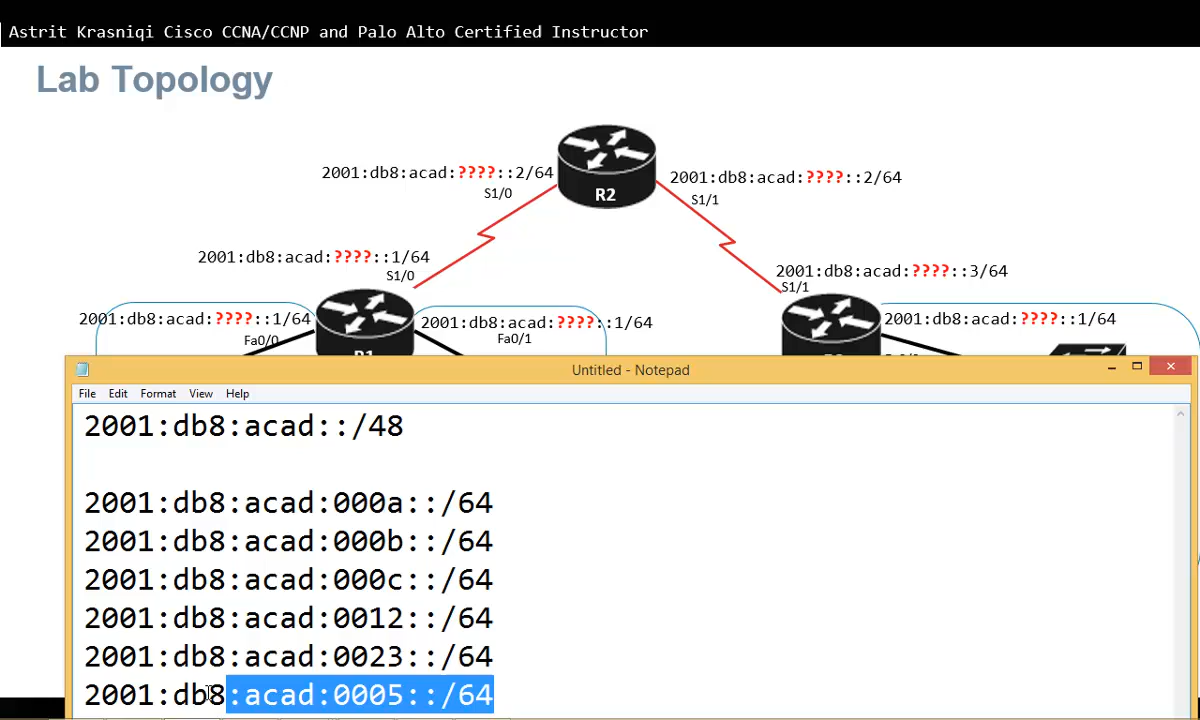 Astrit Krasniqi Cisco CCNA/CCNP and Palo Alto Certified Instructor
Lab Topology
2001:db8:acad:????::2/64
S1/0
R2
2001:db8:acad:????::2/64
S1/1
2001:db8:acad:????::1/64
S1/0
2001:db8:acad:????::3/64
S1/1
2001:db8:acad:????::1/64
Fa0/0
2001:db8:acad:????::1/64
Fa0/1
2001:db8:acad:????::1/64
Untitled - Notepad
File Edit Format View Help
2001:db8:acad::/48
2001:db8:acad:000a::/64
2001:db8:acad:000b::/64
2001:db8:acad:000c::/64
2001:db8:acad:0012::/64
2001:db8:acad:0023::/64
2001:db8:acad:0005::/64